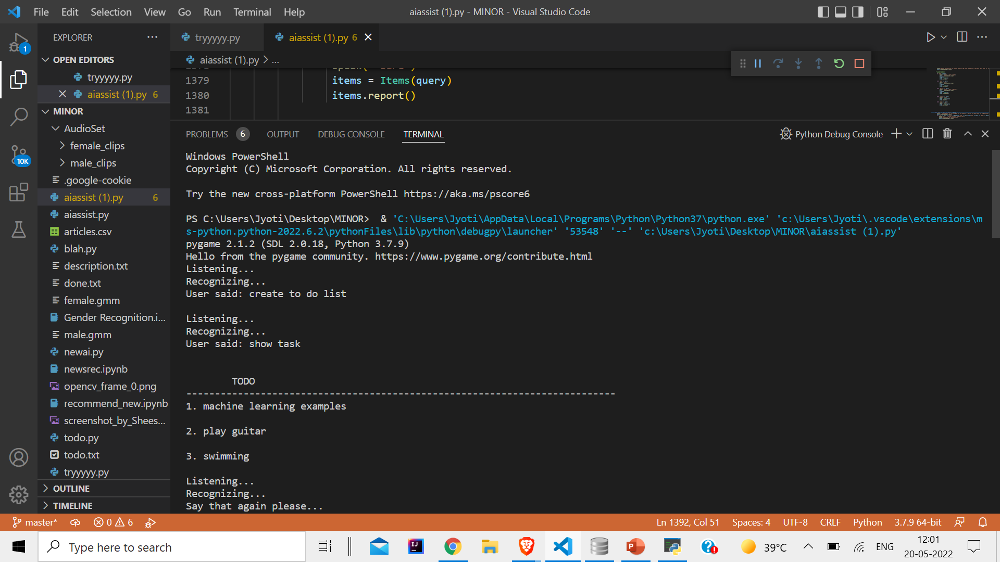 File Edit Selection View Go Run Terminal Help
aiassist (1).py - MINOR - Visual Studio Code
1
EXPLORER
OPEN EDITORS
tryyyyy.py
aiassist (1).py 6
MINOR
AudioSet
female_clips
male_clips
.google-cookie
aiassist (1).py 6
aiassist.py
articles.csv
blah.py
description.txt
done.txt
female.gmm
Gender Recognition.i...
male.gmm
newai.py
newsrec.ipynb
opencv_frame_0.png
recommend_new.ipynb
screenshot_by_Shees...
todo.py
todo.txt
tryyyyy.py
OUTLINE
TIMELINE
10K
tryyyyy.py
aiassist (1).py 6
aiassist (1).py > ...
1379 items = Items(query)
1380 items.report()
1381
PROBLEMS 6 OUTPUT DEBUG CONSOLE TERMINAL
Python Debug Console
Windows PowerShell
Copyright (C) Microsoft Corporation. All rights reserved.
Try the new cross-platform PowerShell https://aka.ms/pscore6
PS C:\Users\Jyoti\Desktop\MINOR>  & 'C:\Users\Jyoti\AppData\Local\Programs\Python\Python37\python.exe' 'c:\Users\Jyoti\.vscode\extensions\m
s-python.python-2022.6.2\pythonFiles\lib\python\debugpy\launcher' '53548' '--' 'c:\Users\Jyoti\Desktop\MINOR\aiassist (1).py'
pygame 2.1.2 (SDL 2.0.18, Python 3.7.9)
Hello from the pygame community. https://www.pygame.org/contribute.html
Listening...
Recognizing...
User said: create to do list
Listening...
Recognizing...
User said: show task
TODO
---------------------------------------------------------------------------
1. machine learning examples
2. play guitar
3. swimming
Listening...
Recognizing...
Say that again please...
master* 0 6
Ln 1392, Col 51 Spaces: 4 UTF-8 CRLF Python 3.7.9 64-bit
Type here to search
39°C
ENG
12:01
20-05-2022